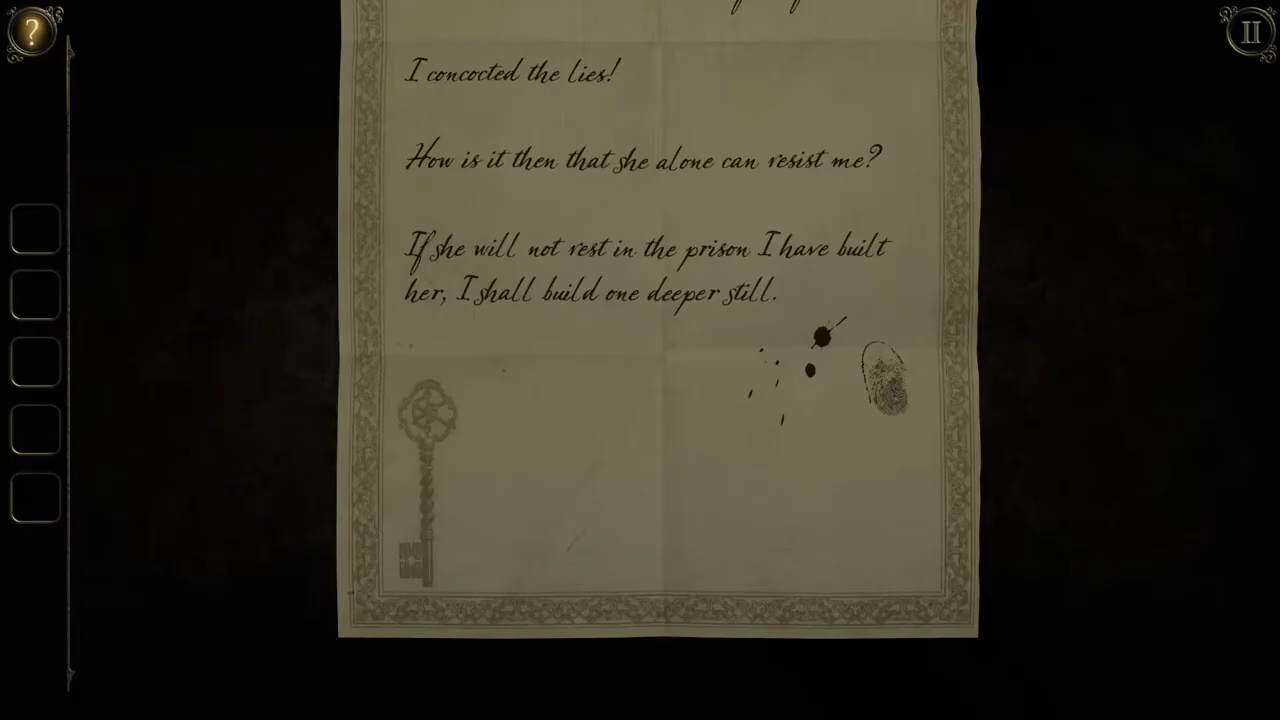 I concocted the lies!
How is it then that she alone can resist me?
If she will not rest in the prison I have built
her, I shall build one deeper still.
?
II